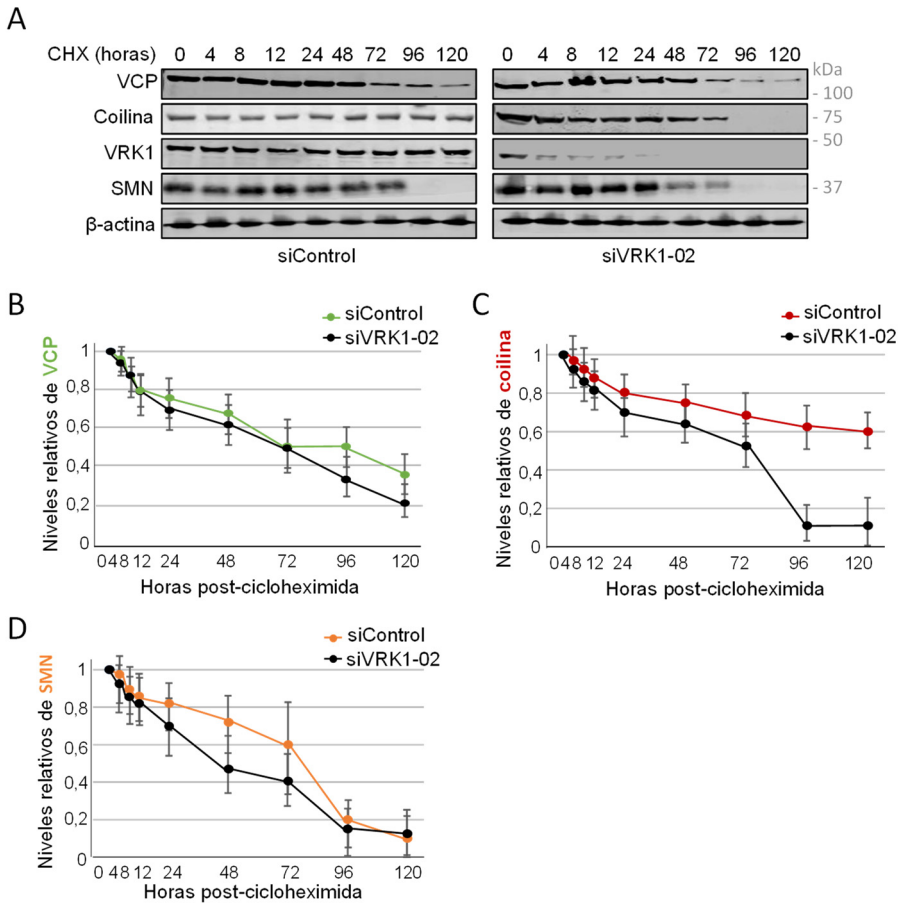 A
CHX (horas) 0 4 8 12 24 48 72 96 120 0 4 8 12 24 48 72 96 120
kDa
VCP
- 100
Coilina
- 75
- 50
VRK1
SMN
- 37
β-actina
siControl siVRK1-02
B
siControl
siVRK1-02
Niveles relativos de VCP
1
0,8
0,6
0,4
0,2
0
0 4 8 12 24 48 72 96 120
Horas post-cicloheximida
C
siControl
siVRK1-02
Niveles relativos de coilina
1
0,8
0,6
0,4
0,2
0
0 4 8 12 24 48 72 96 120
Horas post-cicloheximida
D
siControl
siVRK1-02
Niveles relativos de SMN
1
0,8
0,6
0,4
0,2
0
0 4 8 12 24 48 72 96 120
Horas post-cicloheximida